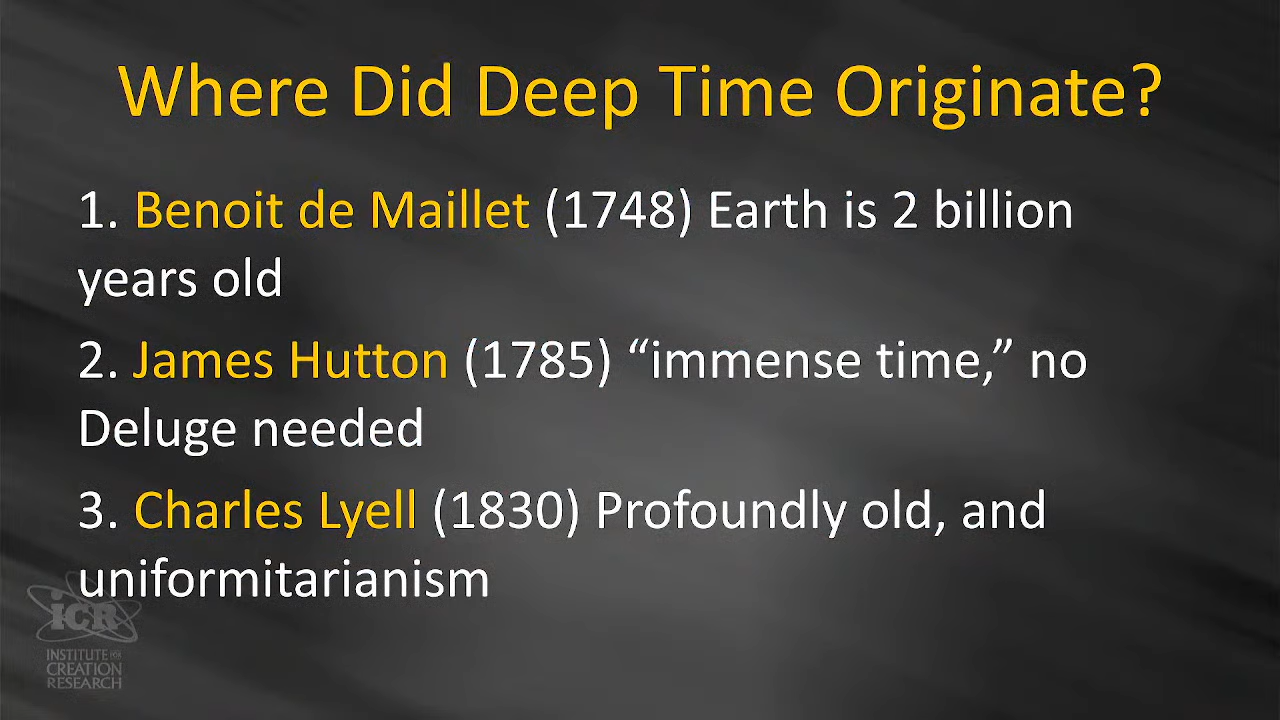 Where Did Deep Time Originate?
1. Benoit de Maillet (1748) Earth is 2 billion
years old
2. James Hutton (1785) “immense time,” no
Deluge needed
3. Charles Lyell (1830) Profoundly old, and
uniformitarianism
iCR
INSTITUTE FOR
CREATION
RESEARCH